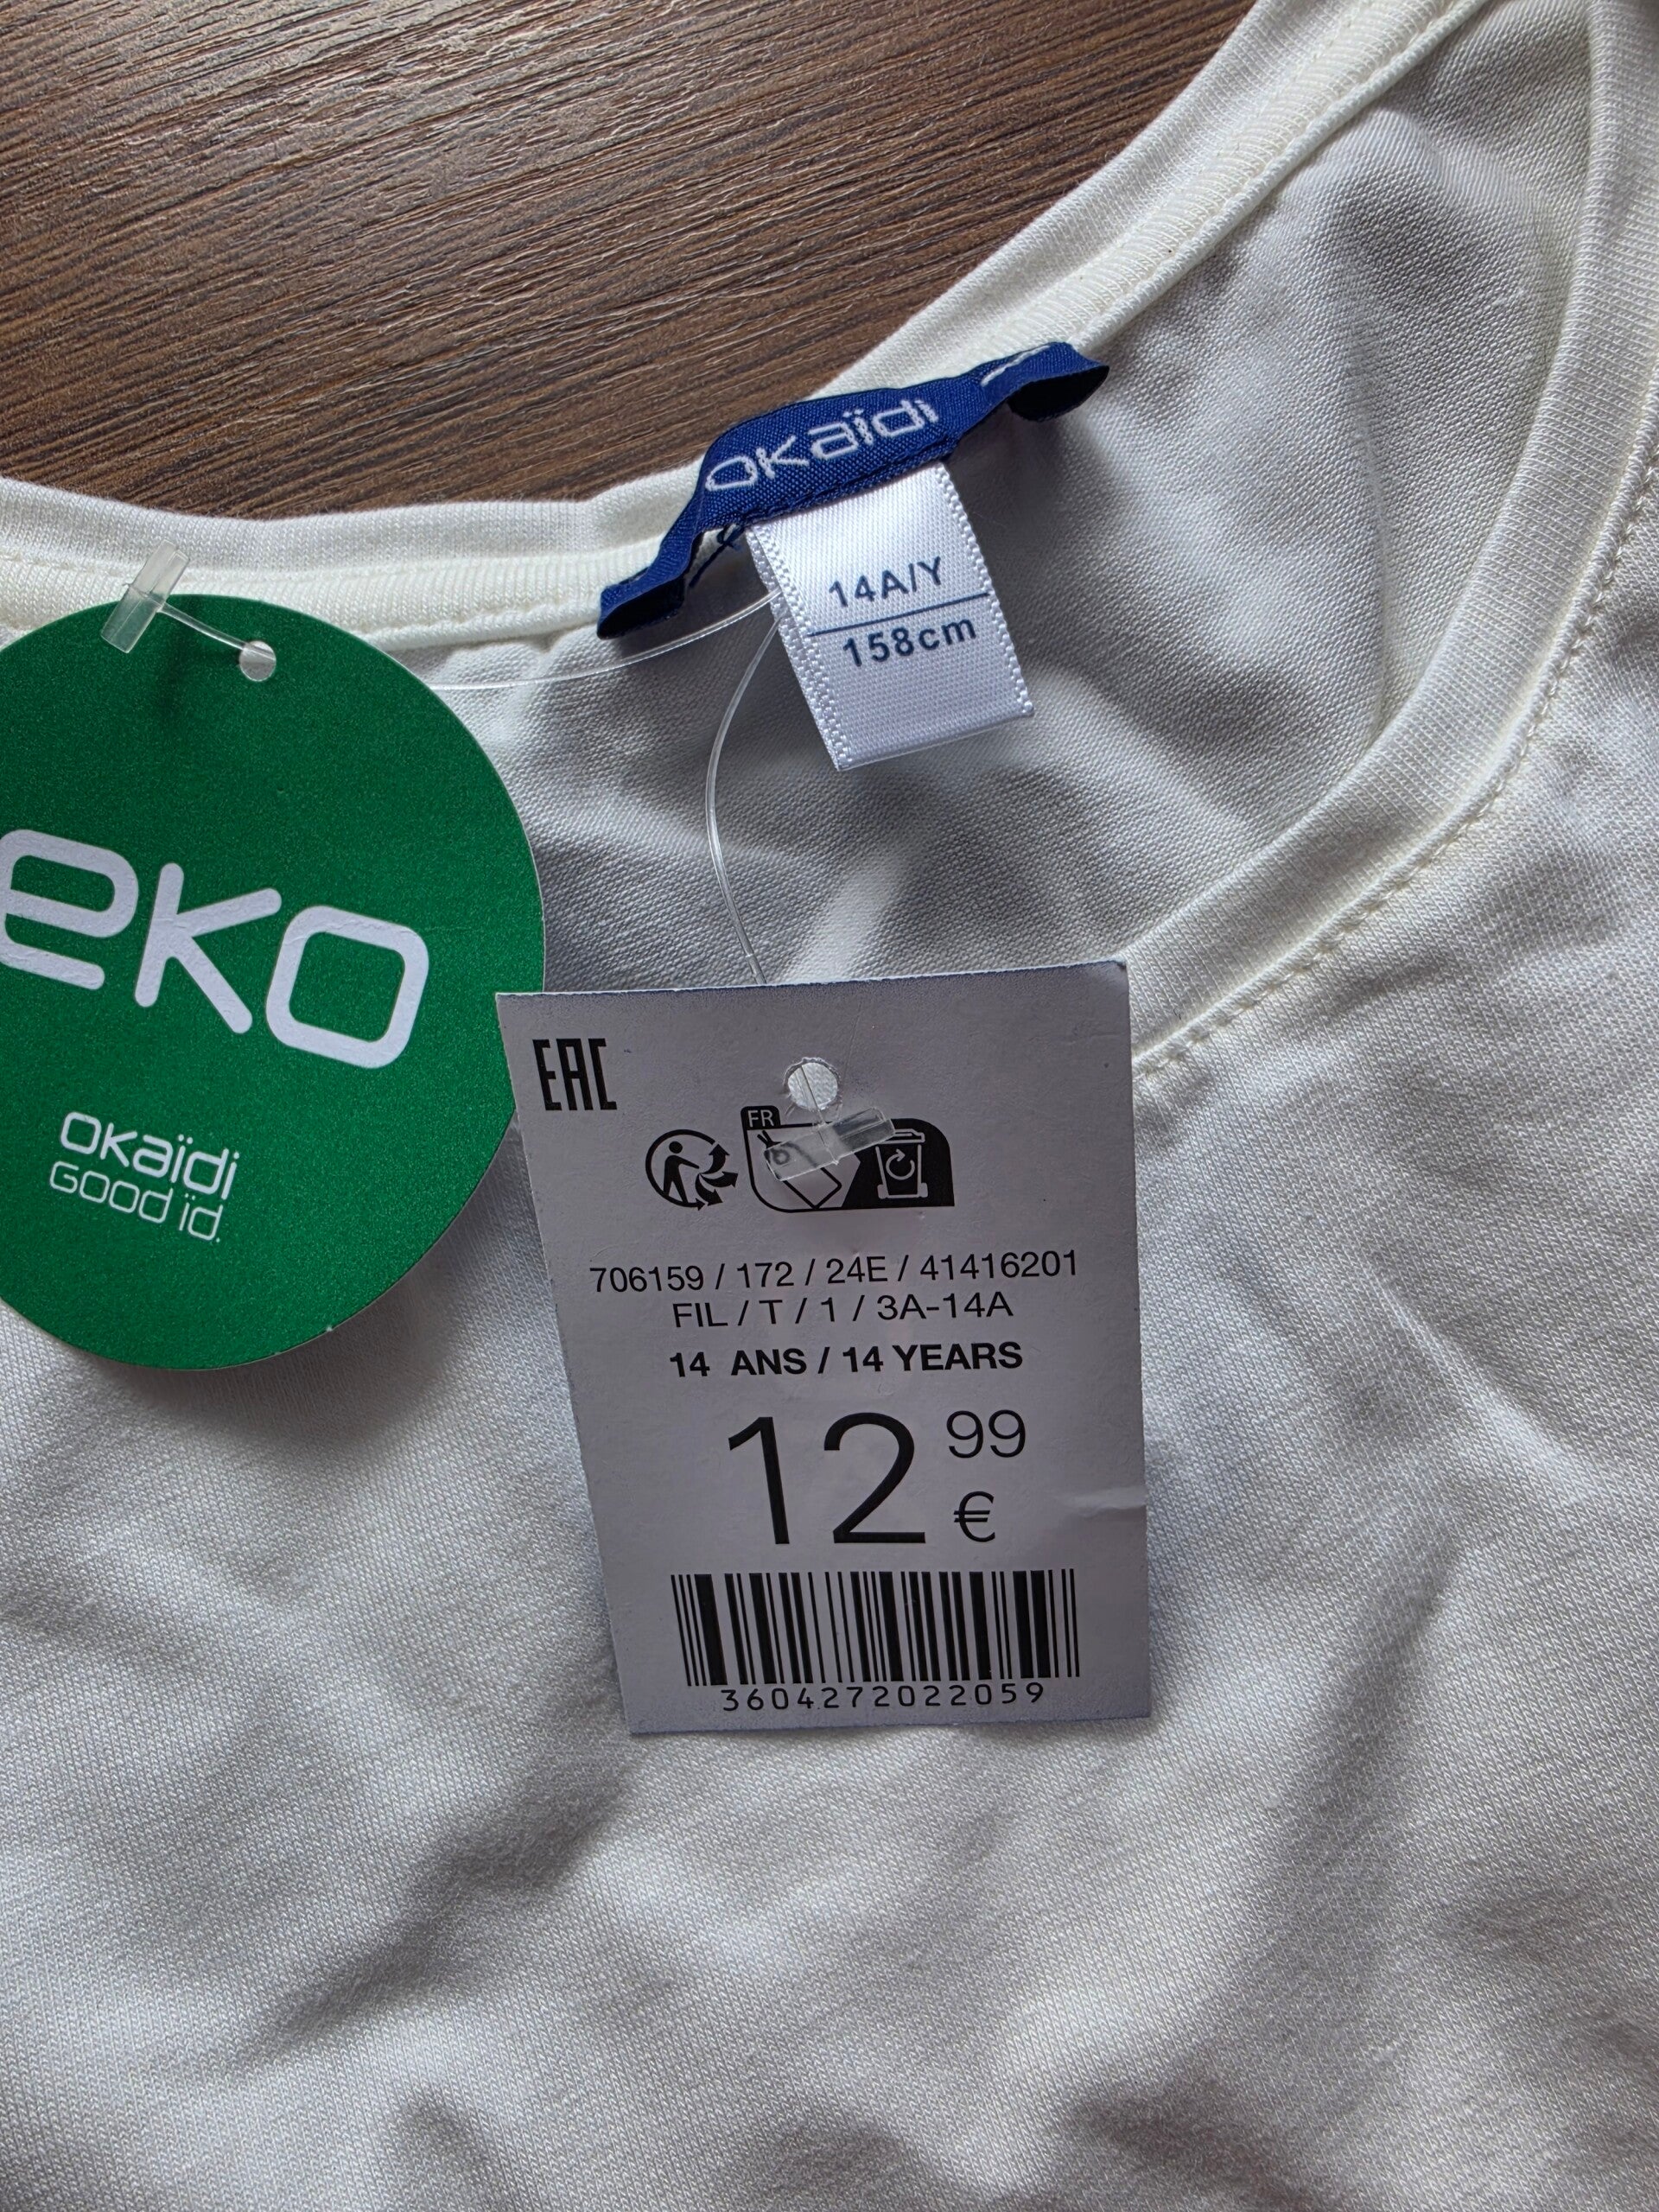 okaïdi
14A/Y
158cm
eko
okaïdi
GOOD ïd.
EAC
FR
706159 / 172 / 24E / 41416201
FIL / T / 1 / 3A-14A
14 ANS / 14 YEARS
12 99
€
3604272022059